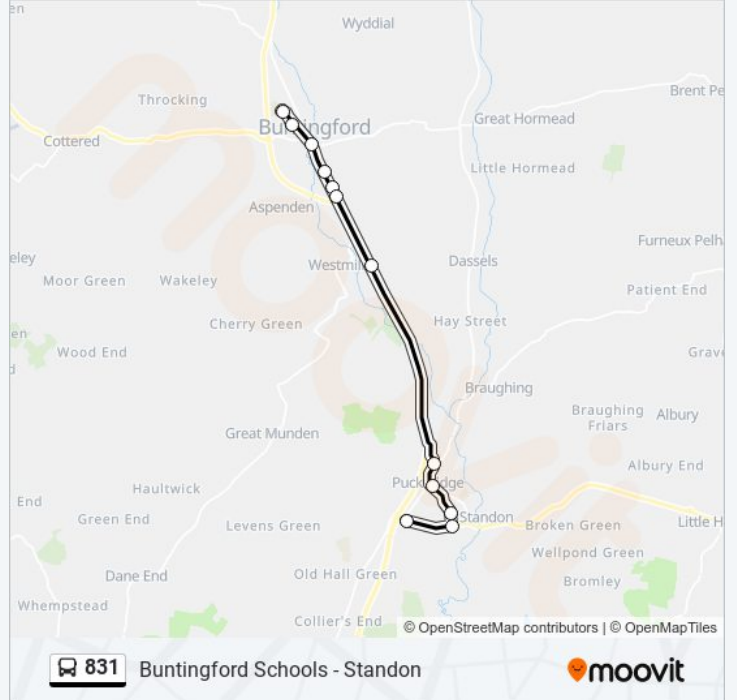 en
Wyddial
Throcking
Brent Pe
Great Hormead
Buntingford
Cottered
Little Hormead
Aspenden
Furneux Pelh
eley
Westmill
Dassels
Moor Green
Wakeley
Patient End
Cherry Green
Hay Street
en
Wood End
Grave
d
Braughing
Braughing
Friars
Albury
Great Munden
Albury End
Puckeridge
Haultwick
End
Green End
Levens Green
Standon
Broken Green
Little H
Wellpond Green
Dane End
Old Hall Green
Bromley
Whempstead
Collier's End
© OpenStreetMap contributors | © OpenMapTiles
831 Buntingford Schools - Standon
moovit